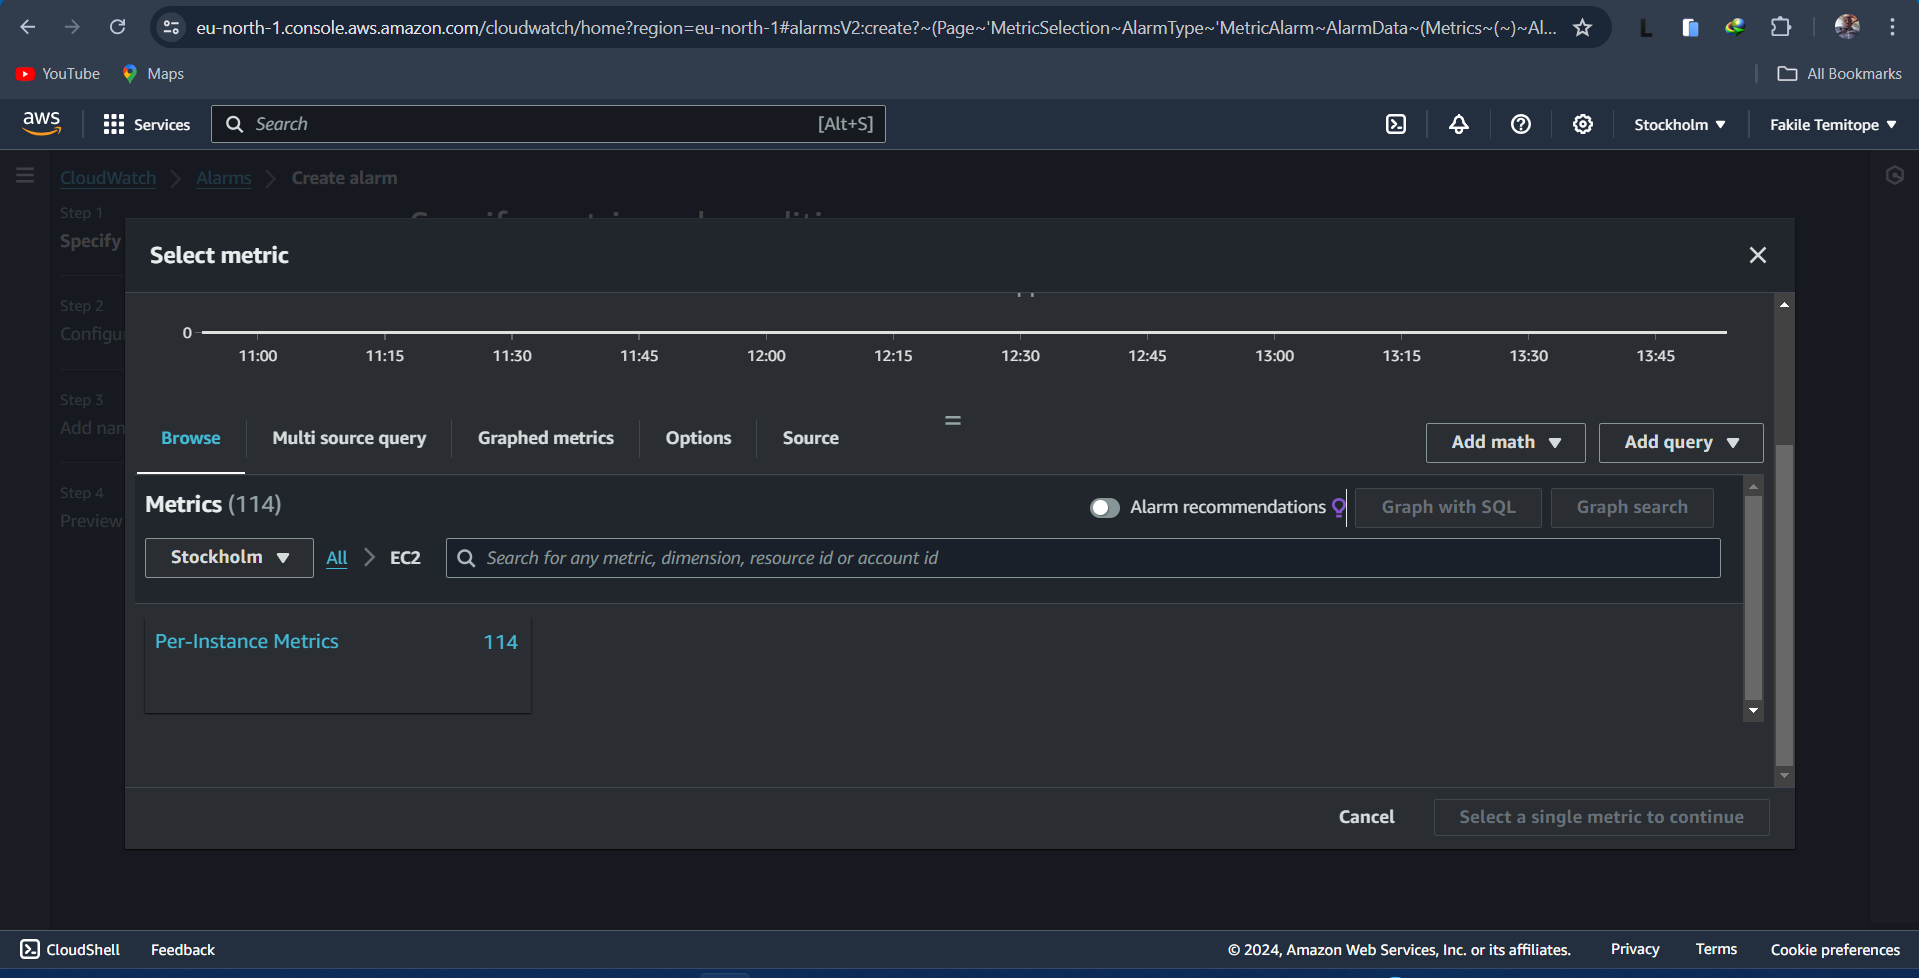 eu-north-1.console.aws.amazon.com/cloudwatch/home?region=eu-north-1#alarmsV2:create?~(Page~'MetricSelection~AlarmType~'MetricAlarm~AlarmData~(Metrics~(~)~Al...
YouTube Maps All Bookmarks
aws Services Search [Alt+S] Stockholm Fakile Temitope
CloudWatch Alarms Create alarm
Step 1
Specify
Step 2
Configu
Step 3
Add nan
Step 4
Preview
Select metric
0
11:00 11:15 11:30 11:45 12:00 12:15 12:30 12:45 13:00 13:15 13:30 13:45
Browse Multi source query Graphed metrics Options Source Add math Add query
Metrics (114) Alarm recommendations Graph with SQL Graph search
Stockholm All EC2 Search for any metric, dimension, resource id or account id
Per-Instance Metrics 114
Cancel Select a single metric to continue
CloudShell Feedback © 2024, Amazon Web Services, Inc. or its affiliates. Privacy Terms Cookie preferences